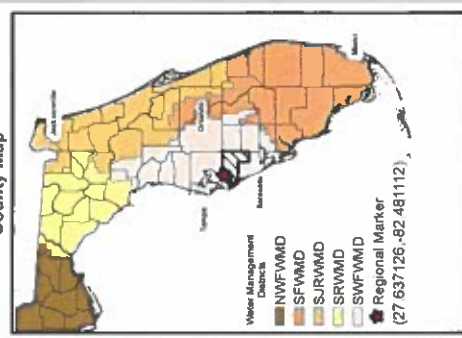 County Map
Jacksonville
Orlando
Tampa
Sarasota
Miami
Water Management
Districts
NWFWMD
SFWMD
SJRWMD
SRWMD
SWFWMD
Regional Marker
(27.637126,-82.481112)